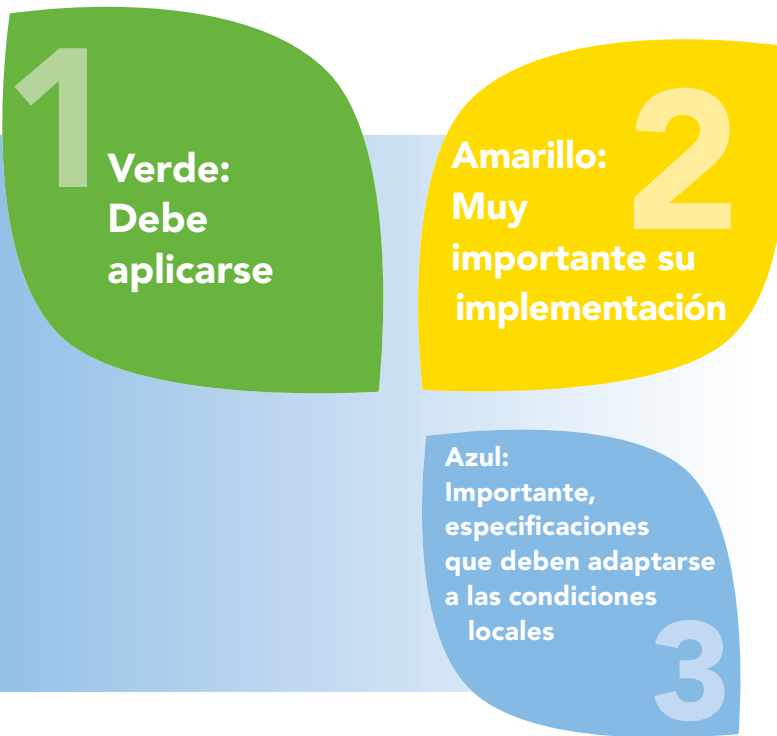 1
Verde:
Debe
aplicarse
2
Amarillo:
Muy
importante su
implementación
Azul:
Importante,
especificaciones
que deben adaptarse
a las condiciones
locales
3